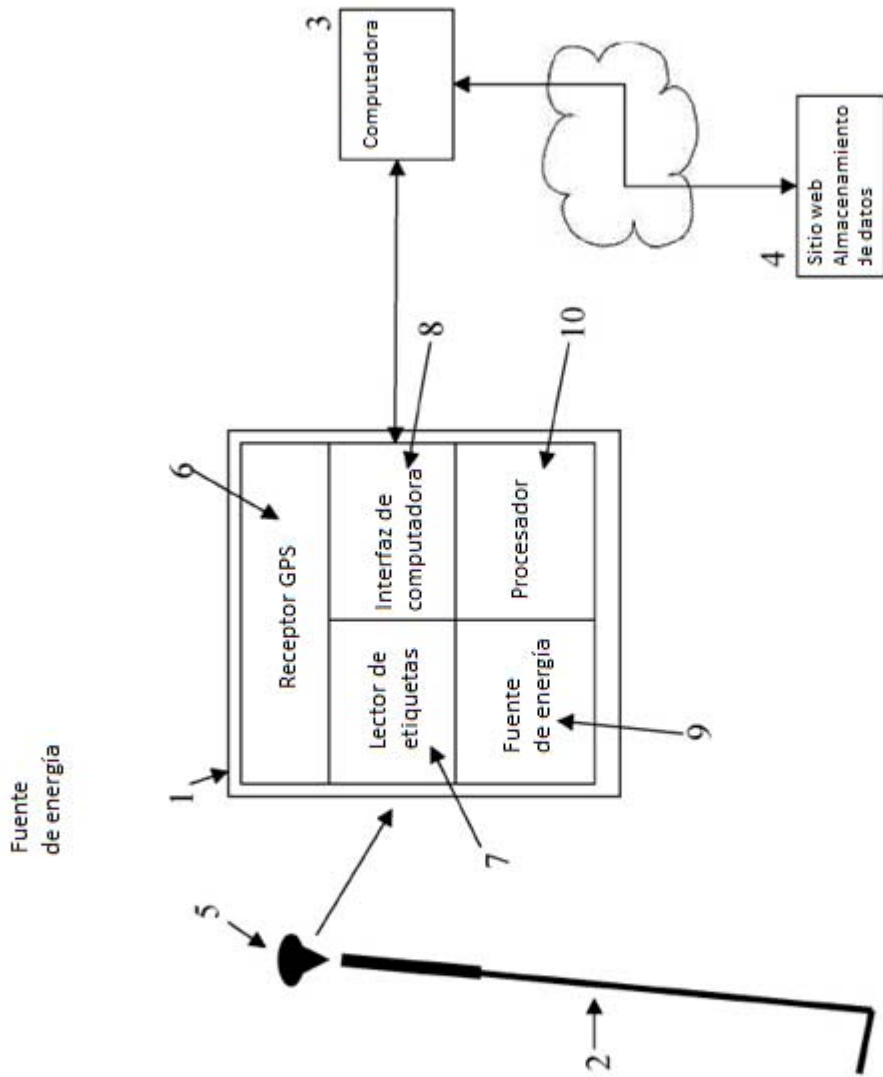 Fuente
de energía
1
6
Receptor GPS
Lector de
etiquetas
Interfaz de
computadora
8
Fuente
de energía
Procesador
10
7
9
5
2
3
Computadora
4
Sitio web
Almacenamiento
de datos